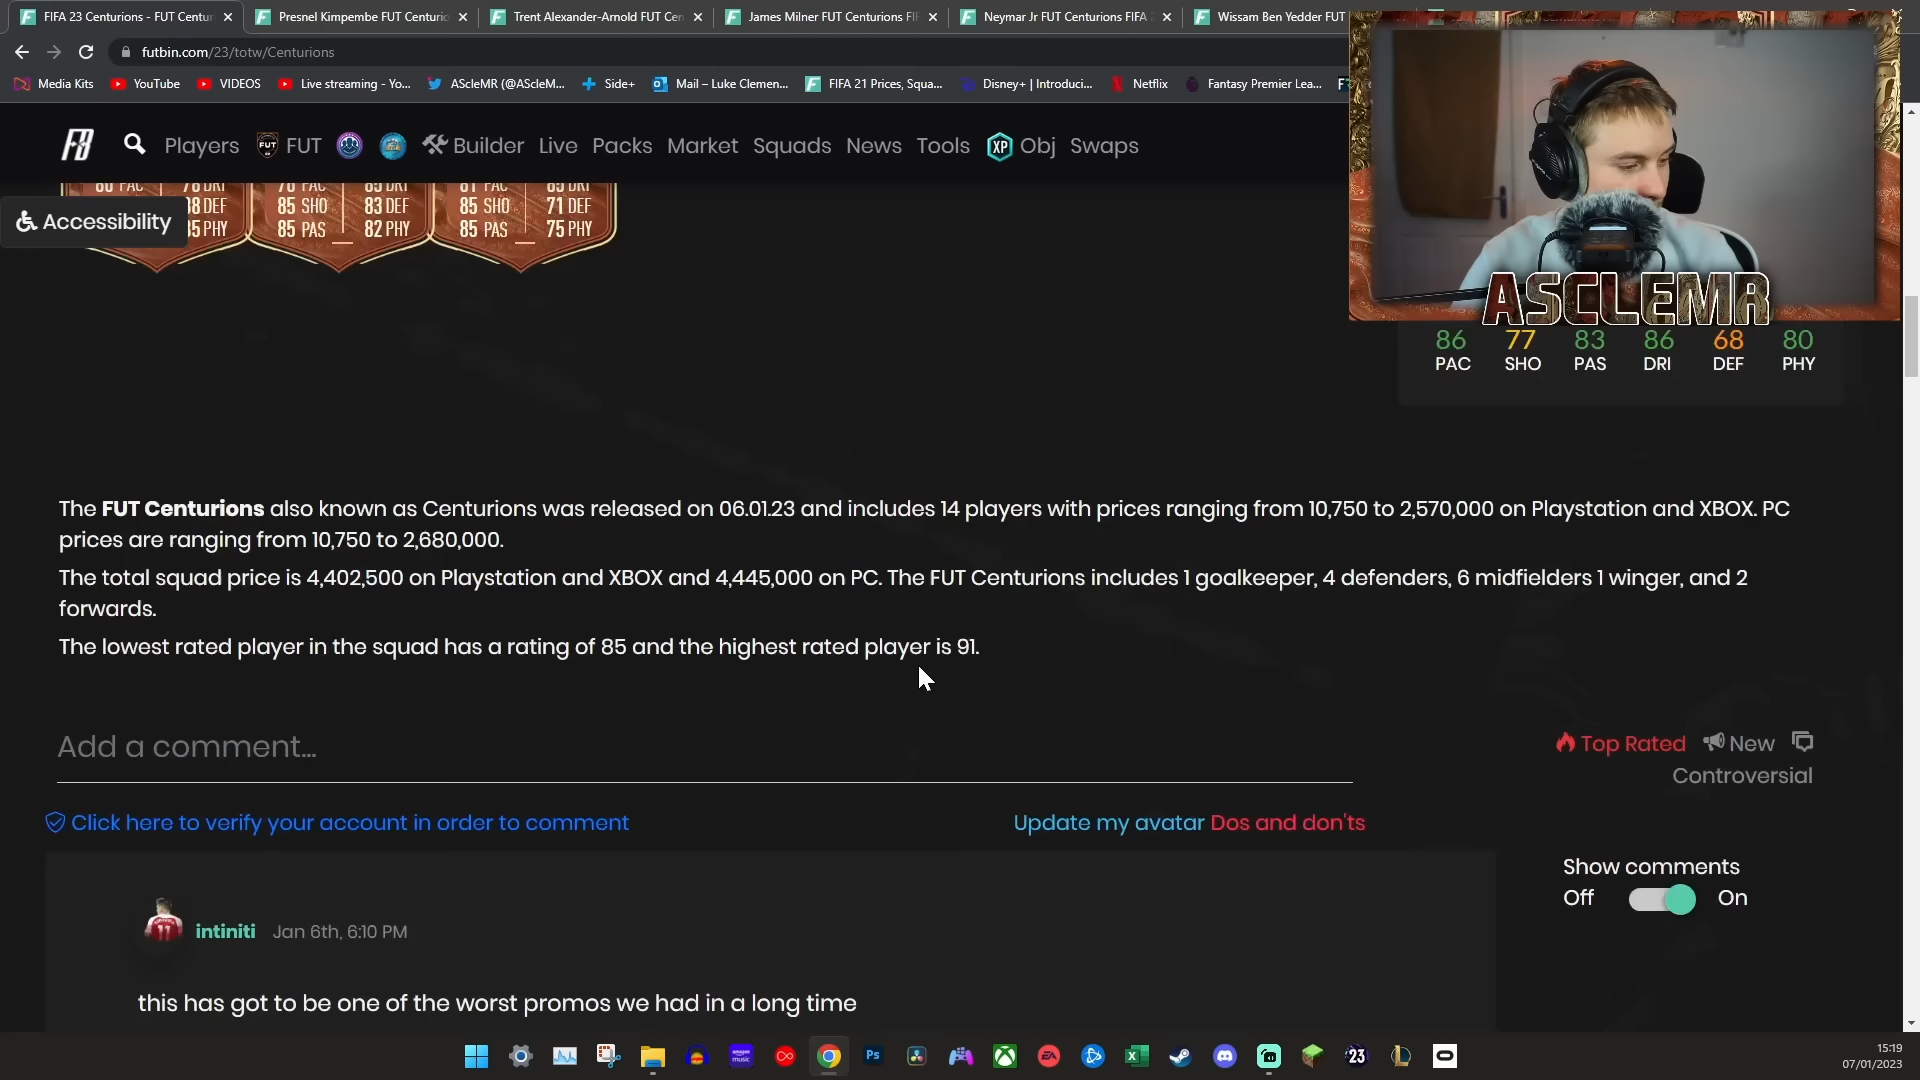 FIFA 23 Centurions - FUT Centur
Presnel Kimpembe FUT Centurio
Trent Alexander-Arnold FUT Cen
James Milner FUT Centurions FIF
Neymar Jr FUT Centurions FIFA 2
Wissam Ben Yedder FUT
futbin.com/23/totw/Centurions
Media Kits
YouTube
VIDEOS
Live streaming - Yo...
AScleMR (@AScleM...
Side+
Mail – Luke Clemen...
FIFA 21 Prices, Squa...
Disney+ | Introduci...
Netflix
Fantasy Premier Lea...
Players FUT Builder Live Packs Market Squads News Tools XP Obj Swaps
Accessibility
85 SHO 83 DEF 85 SHO 71 DEF
85 PAS 82 PHY 85 PAS 75 PHY
ASCLEMR
86 77 83 86 68 80
PAC SHO PAS DRI DEF PHY
The FUT Centurions also known as Centurions was released on 06.01.23 and includes 14 players with prices ranging from 10,750 to 2,570,000 on Playstation and XBOX. PC
prices are ranging from 10,750 to 2,680,000.
The total squad price is 4,402,500 on Playstation and XBOX and 4,445,000 on PC. The FUT Centurions includes 1 goalkeeper, 4 defenders, 6 midfielders 1 winger, and 2
forwards.
The lowest rated player in the squad has a rating of 85 and the highest rated player is 91.
Add a comment...
Top Rated New
Controversial
Click here to verify your account in order to comment
Update my avatar Dos and don'ts
Show comments
Off On
intiniti Jan 6th, 6:10 PM
this has got to be one of the worst promos we had in a long time
15:19
07/01/2023